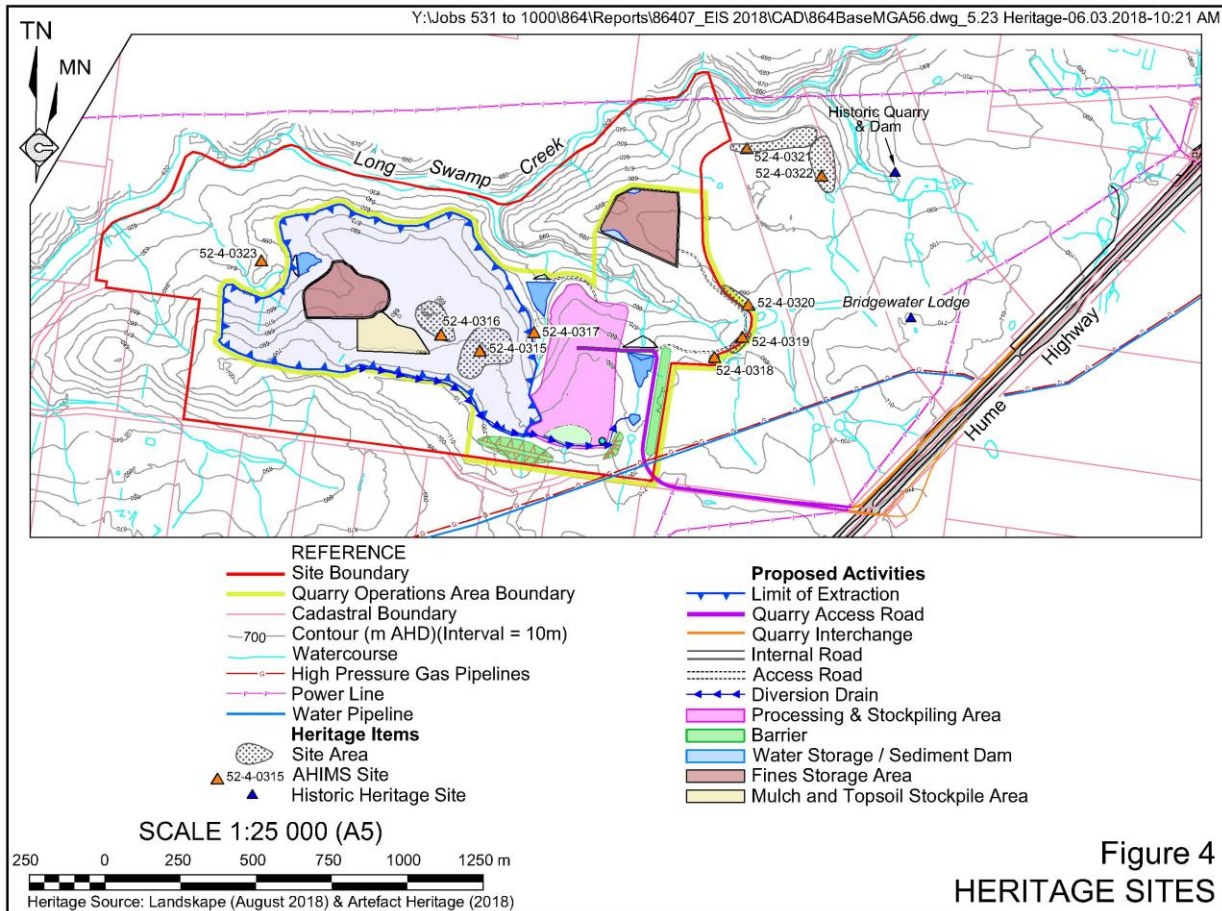 Y:\Jobs 531 to 1000\864\Reports\86407_EIS 2018\CAD\864BaseMGA56.dwg_5.23 Heritage-06.03.2018-10:21 AM
TN
MN
Historic Quarry
& Dam
Long Swamp Creek
52-4-0321
52-4-0322
52-4-0323
52-4-0320
52-4-0316
52-4-0317
52-4-0315
52-4-0319
52-4-0318
Bridgewater Lodge
Hume Highway
REFERENCE
Site Boundary
Quarry Operations Area Boundary
Cadastral Boundary
700 Contour (m AHD)(Interval = 10m)
Watercourse
G High Pressure Gas Pipelines
P P Power Line
Water Pipeline
Heritage Items
Site Area
52-4-0315 AHIMS Site
Historic Heritage Site
Proposed Activities
Limit of Extraction
Quarry Access Road
Quarry Interchange
Internal Road
Access Road
Diversion Drain
Processing & Stockpiling Area
Barrier
Water Storage / Sediment Dam
Fines Storage Area
Mulch and Topsoil Stockpile Area
SCALE 1:25 000 (A5)
250 0 250 500 750 1000 1250 m
Heritage Source: Landskape (August 2018) & Artefact Heritage (2018)
Figure 4
HERITAGE SITES